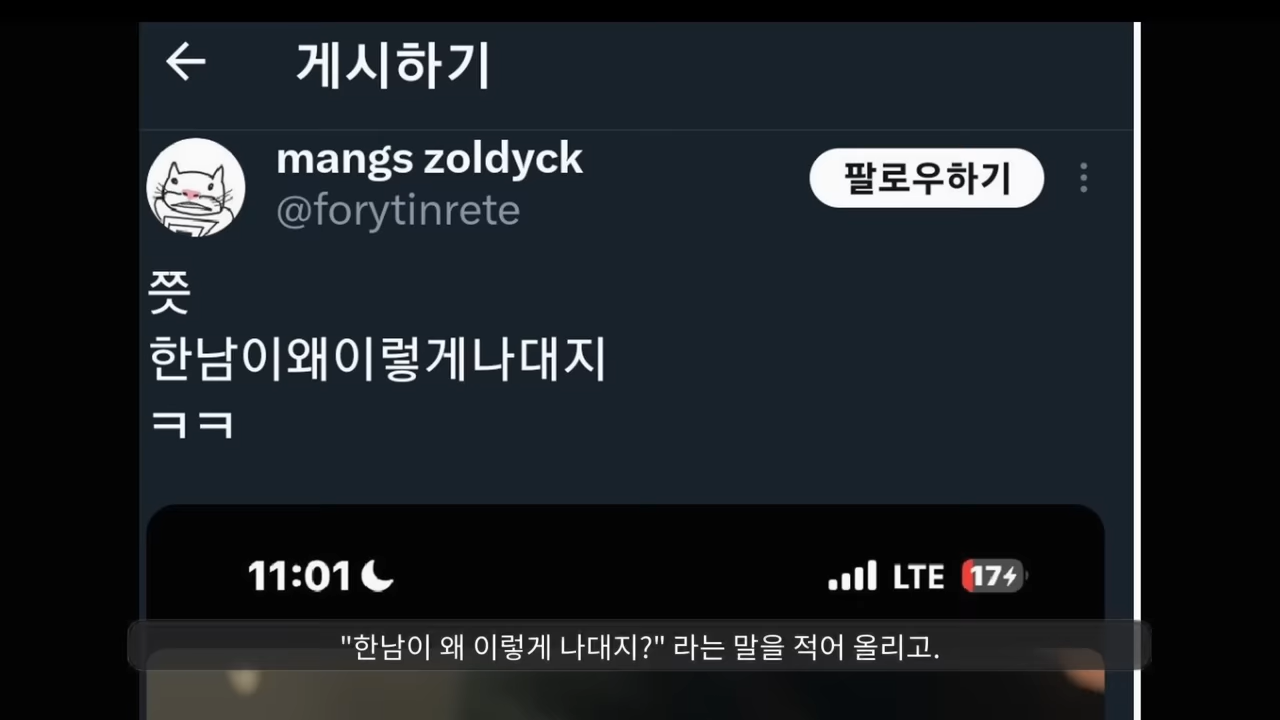 게시하기
mangs zoldyck
@forytinrete
팔로우하기
쯧
한남이왜이렇게나대지
ㅋㅋ
11:01
LTE 17
"한남이 왜 이렇게 나대지?" 라는 말을 적어 올리고.